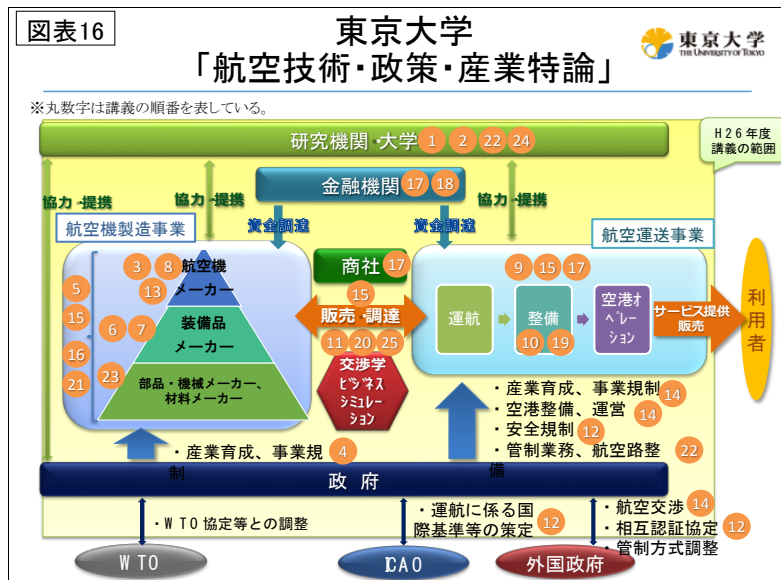 図表16
東京大学
「航空技術・政策・産業特論」
東京大学
THE UNIVERSITY OF TOKYO
※丸数字は講義の順番を表している。
H26年度
講義の範囲
研究機関・大学 1 2 22 24
協力・提携
協力・提携
金融機関 17 18
協力・提携
資金調達
資金調達
航空機製造事業
航空運送事業
商社 17
3 8 航空機
13 メーカー
5
15
6 7 装備品
メーカー
16
21
23 部品・機械メーカー、
材料メーカー
15
販売・調達
11 20 25
交渉学
ビジネス
シミュレー
ション
9 15 17
運航
整備
10 19
空港オ
ペレー
ション
サービス提供
販売
利用者
・産業育成、事業規制 4
・産業育成、事業規制 14
・空港整備、運営 14
・安全規制 12
・管制業務、航空路整備 22
政府
・WTO協定等との調整
・運航に係る国
際基準等の策定 12
・航空交渉 14
・相互認証協定 12
・管制方式調整
WTO
ICAO
外国政府